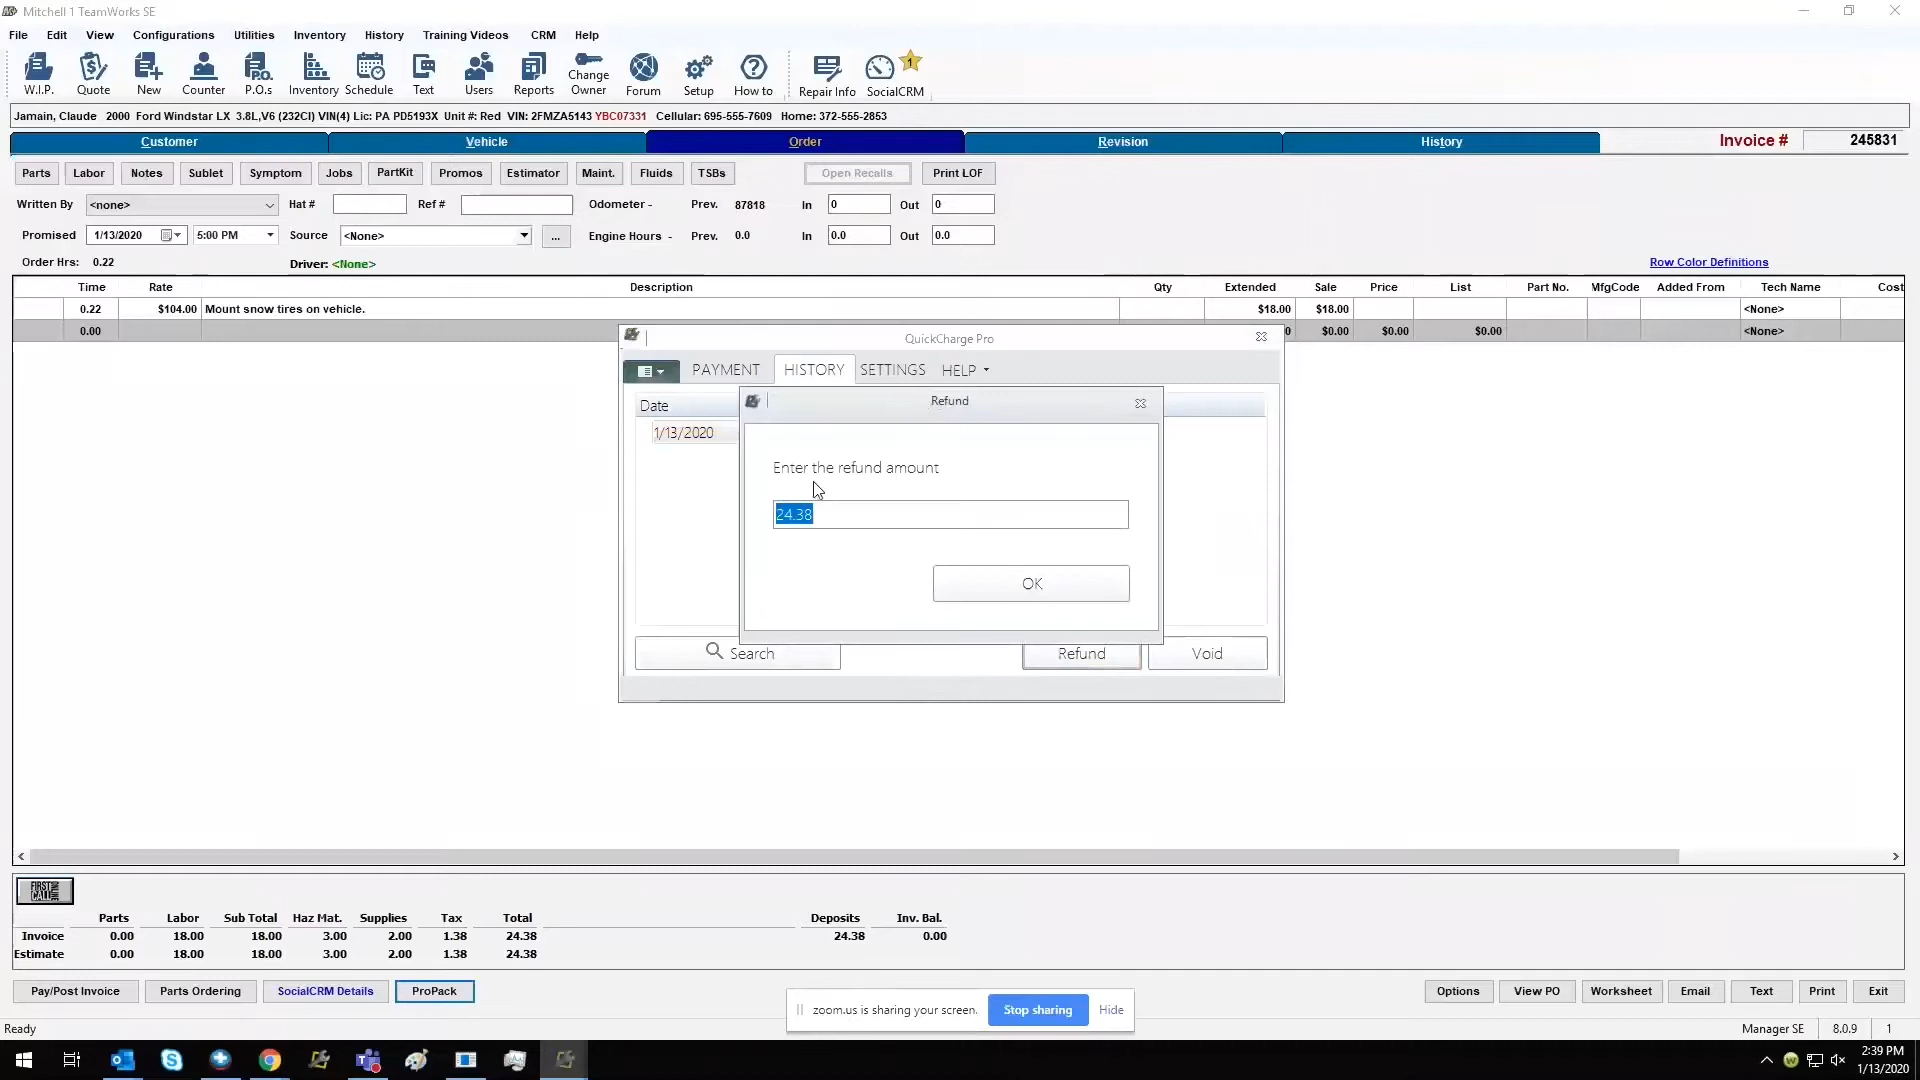 Mitchell 1 TeamWorks SE
File Edit View Configurations Utilities Inventory History Training Videos CRM Help
W.I.P. Quote New Counter P.O.s Inventory Schedule Text Users Reports Change Owner Forum Setup How to Repair Info SocialCRM 1
Jamain, Claude 2000 Ford Windstar LX 3.8L,V6 (232CI) VIN(4) Lic: PA PD5193X Unit #: Red VIN: 2FMZA5143 YBC07331 Cellular: 695-555-7609 Home: 372-555-2853
Customer Vehicle Order Revision History Invoice # 245831
Parts Labor Notes Sublet Symptom Jobs PartKit Promos Estimator Maint. Fluids TSBs Open Recalls Print LOF
Written By <none> Hat # Ref # Odometer - Prev. 87818 In 0 Out 0
Promised 1/13/2020 5:00 PM Source <None> ... Engine Hours - Prev. 0.0 In 0.0 Out 0.0
Order Hrs: 0.22 Driver: <None> Row Color Definitions
Time Rate Description Qty Extended Sale Price List Part No. MfgCode Added From Tech Name Cost
0.22 $104.00 Mount snow tires on vehicle. $18.00 $18.00 <None>
0.00 0 $0.00 $0.00 $0.00 <None>
QuickCharge Pro
PAYMENT HISTORY SETTINGS HELP
Date
1/13/2020
Refund
Enter the refund amount
24.38
OK
Search Refund Void
FIRST CALL
Parts Labor Sub Total Haz Mat. Supplies Tax Total Deposits Inv. Bal.
Invoice 0.00 18.00 18.00 3.00 2.00 1.38 24.38 24.38 0.00
Estimate 0.00 18.00 18.00 3.00 2.00 1.38 24.38
Pay/Post Invoice Parts Ordering SocialCRM Details ProPack Options View PO Worksheet Email Text Print Exit
zoom.us is sharing your screen. Stop sharing Hide
Ready Manager SE 8.0.9 1
2:39 PM
1/13/2020